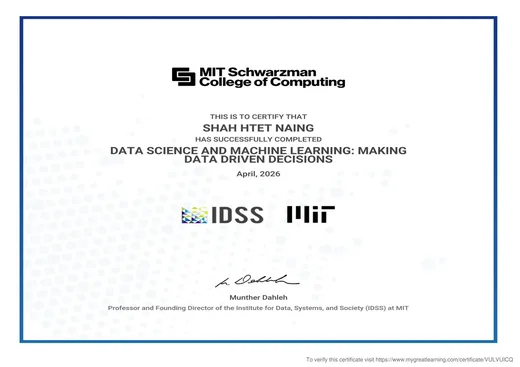 MIT Schwarzman
College of Computing
THIS IS TO CERTIFY THAT
SHAH HTET NAING
HAS SUCCESSFULLY COMPLETED
DATA SCIENCE AND MACHINE LEARNING: MAKING
DATA DRIVEN DECISIONS
April, 2026
IDSS MIT
Munther Dahleh
Professor and Founding Director of the Institute for Data, Systems, and Society (IDSS) at MIT
To verify this certificate visit https://www.mygreatlearning.com/certificate/VULVUICQ